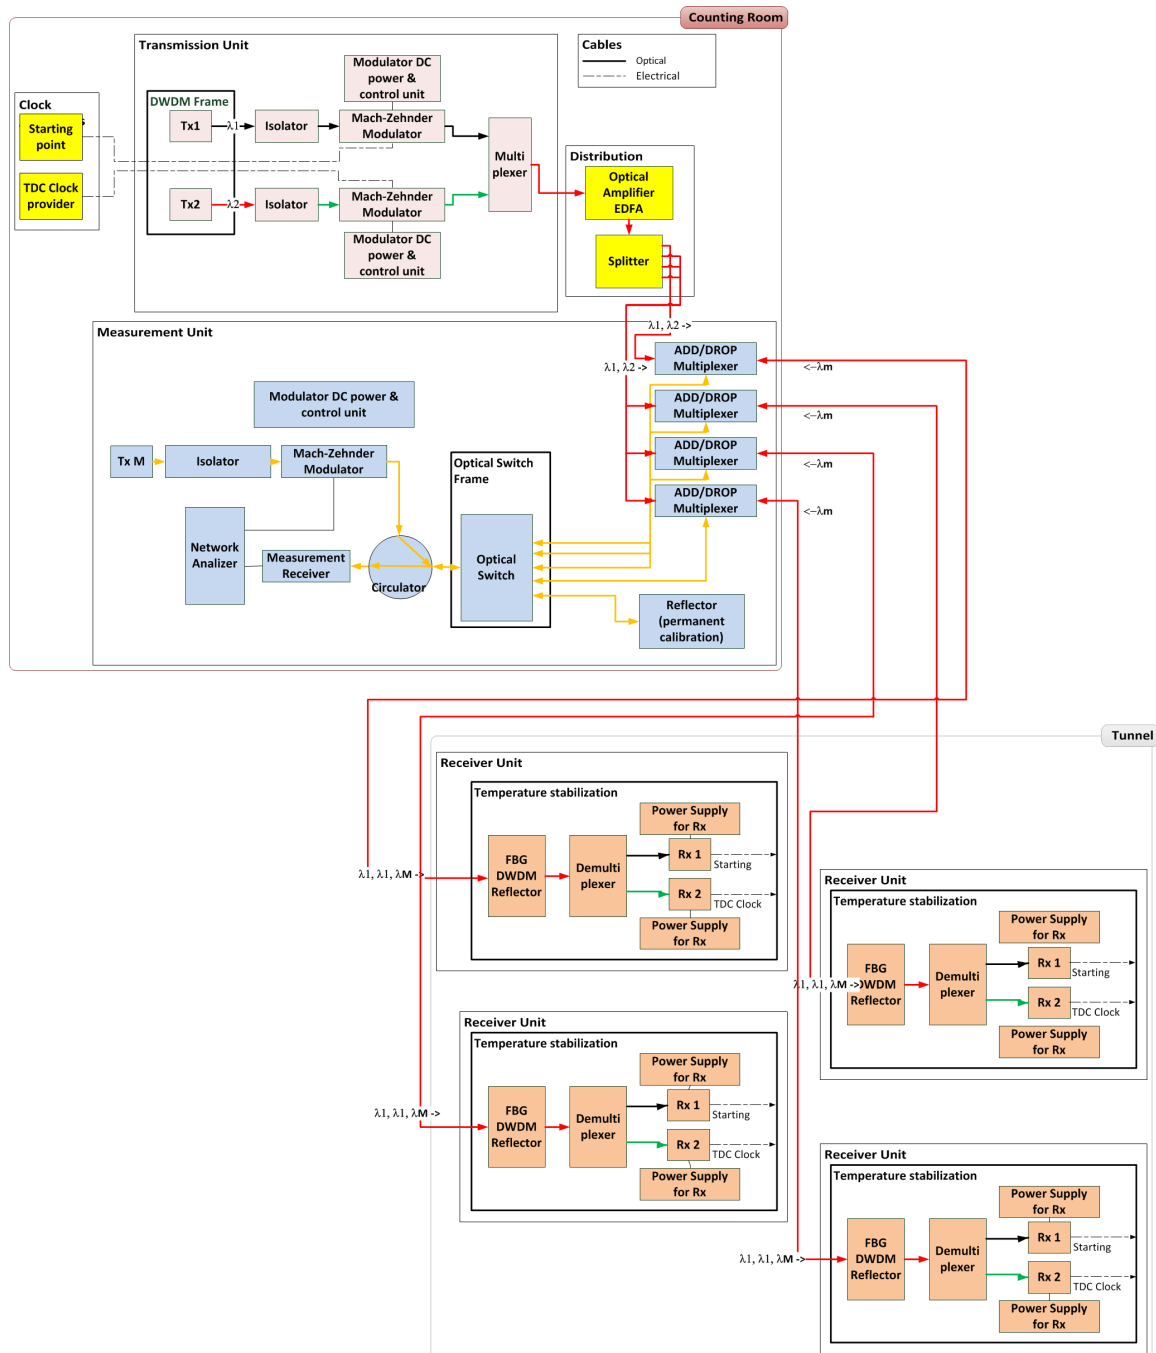 Counting Room
Transmission Unit
Cables
Optical
Electrical
Modulator DC
power &
control unit
Clock
s
Starting
point
TDC Clock
provider
DWDM Frame
Tx1
λ1
Isolator
Mach-Zehnder
Modulator
Multi
plexer
Tx2
λ2
Isolator
Mach-Zehnder
Modulator
Modulator DC
power &
control unit
Distribution
Optical
Amplifier
EDFA
Splitter
Measurement Unit
λ1, λ2 ->
λ1, λ2 ->
ADD/DROP
Multiplexer
<–λm
ADD/DROP
Multiplexer
<–λm
ADD/DROP
Multiplexer
<–λm
ADD/DROP
Multiplexer
<–λm
Modulator DC power &
control unit
Tx M
Isolator
Mach-Zehnder
Modulator
Optical Switch
Frame
Network
Analizer
Measurement
Receiver
Circulator
Optical
Switch
Reflector
(permanent
calibration)
Tunnel
Receiver Unit
Temperature stabilization
Power Supply
for Rx
λ1, λ1, λM ->
FBG
DWDM
Reflector
Demulti
plexer
Rx 1
Starting
Rx 2
TDC Clock
Power Supply
for Rx
Receiver Unit
Temperature stabilization
Power Supply
for Rx
λ1, λ1, λM ->
FBG
DWDM
Reflector
Demulti
plexer
Rx 1
Starting
Rx 2
TDC Clock
Power Supply
for Rx
Receiver Unit
Temperature stabilization
Power Supply
for Rx
λ1, λ1, λM ->
FBG
DWDM
Reflector
Demulti
plexer
Rx 1
Starting
Rx 2
TDC Clock
Power Supply
for Rx
Receiver Unit
Temperature stabilization
Power Supply
for Rx
λ1, λ1, λM ->
FBG
DWDM
Reflector
Demulti
plexer
Rx 1
Starting
Rx 2
TDC Clock
Power Supply
for Rx